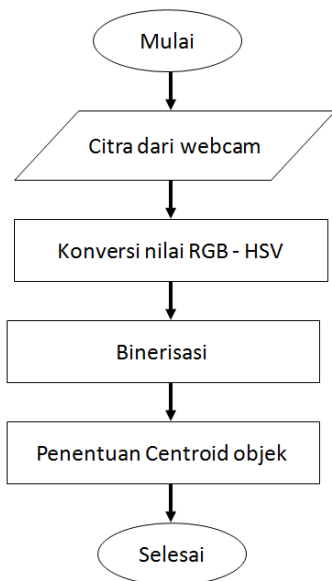 Mulai
Citra dari webcam
Konversi nilai RGB - HSV
Binerisasi
Penentuan Centroid objek
Selesai